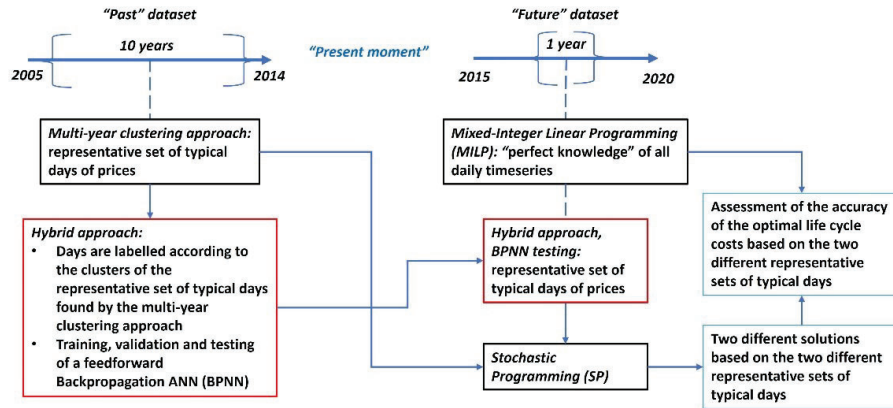 “Past” dataset
10 years
2005
2014
“Present moment”
“Future” dataset
1 year
2015
2020
Multi-year clustering approach:
representative set of typical
days of prices
Mixed-Integer Linear Programming
(MILP): “perfect knowledge” of all
daily timeseries
Hybrid approach:
• Days are labelled according to
the clusters of the
representative set of typical days
found by the multi-year
clustering approach
• Training, validation and testing
of a feedforward
Backpropagation ANN (BPNN)
Hybrid approach,
BPNN testing:
representative set of
typical days of prices
Stochastic
Programming (SP)
Assessment of the accuracy
of the optimal life cycle
costs based on the two
different representative
sets of typical days
Two different solutions
based on the two different
representative sets of
typical days